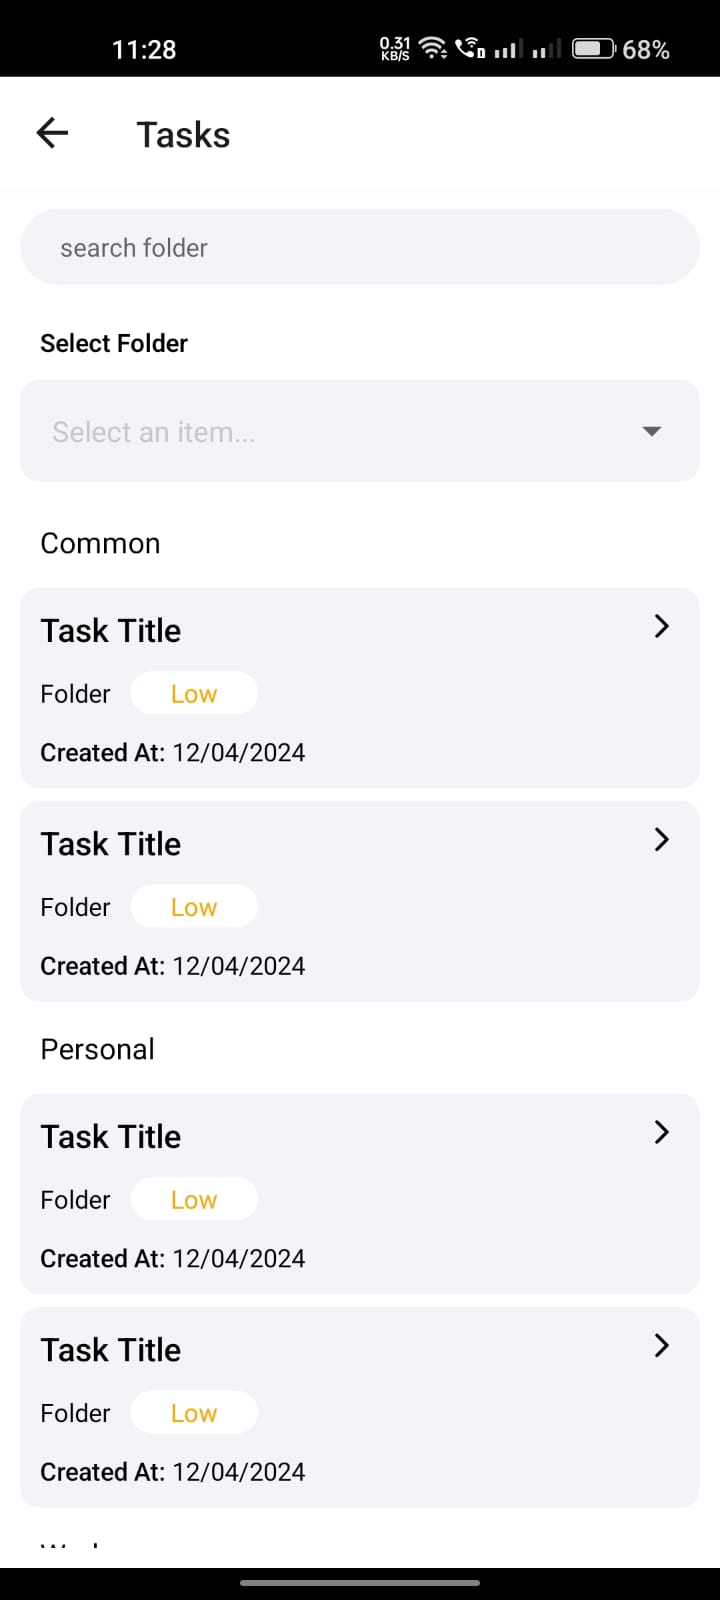 11:28
0.31
KB/S
68%
Tasks
search folder
Select Folder
Select an item...
Common
Task Title
Folder Low
Created At: 12/04/2024
Task Title
Folder Low
Created At: 12/04/2024
Personal
Task Title
Folder Low
Created At: 12/04/2024
Task Title
Folder Low
Created At: 12/04/2024